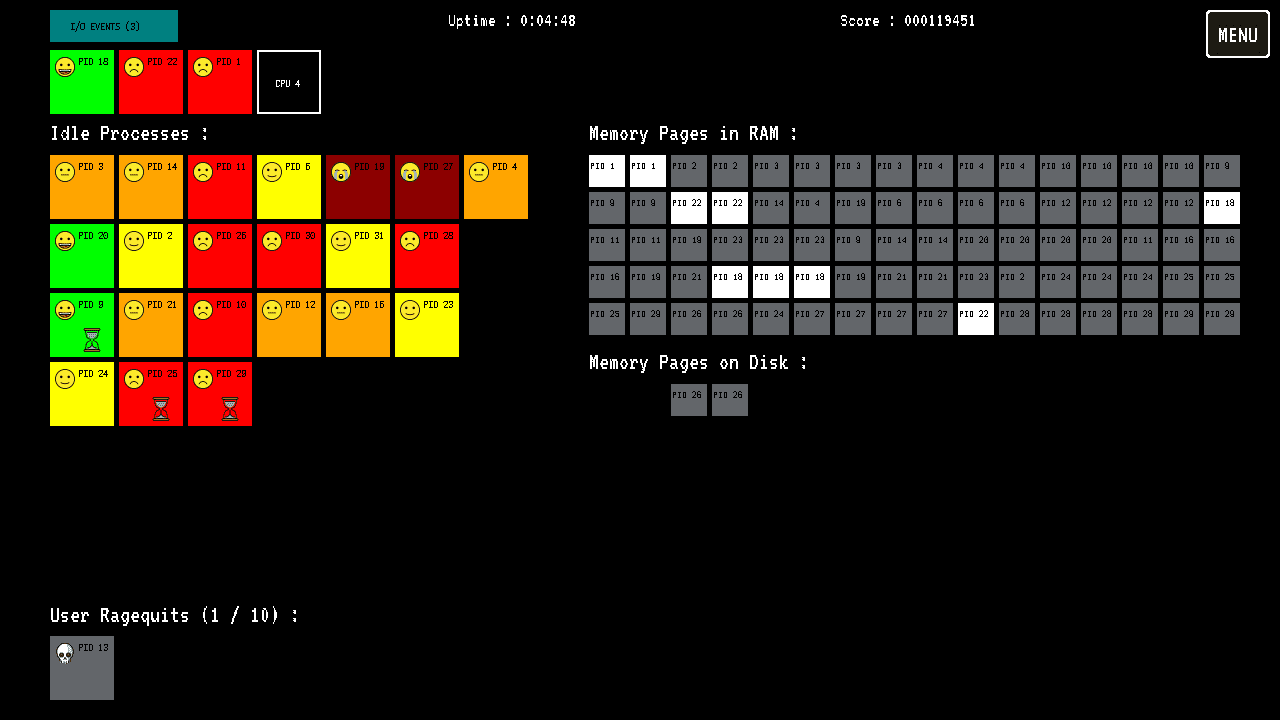 I/O EVENTS (3)
Uptime : 0:04:48
Score : 000119451
MENU
PID 18 PID 22 PID 1 CPU 4
Idle Processes :
PID 3 PID 14 PID 11 PID 6 PID 19 PID 27 PID 4
PID 20 PID 2 PID 26 PID 30 PID 31 PID 28
PID 9 PID 21 PID 10 PID 12 PID 16 PID 23
PID 24 PID 25 PID 29
Memory Pages in RAM :
PID 1 PID 1 PID 2 PID 2 PID 3 PID 3 PID 3 PID 3 PID 4 PID 4 PID 4 PID 10 PID 10 PID 10 PID 10 PID 9
PID 9 PID 9 PID 22 PID 22 PID 14 PID 4 PID 19 PID 6 PID 6 PID 6 PID 6 PID 12 PID 12 PID 12 PID 12 PID 18
PID 11 PID 11 PID 19 PID 23 PID 23 PID 23 PID 9 PID 14 PID 14 PID 20 PID 20 PID 20 PID 20 PID 11 PID 16 PID 16
PID 16 PID 19 PID 21 PID 18 PID 18 PID 18 PID 19 PID 21 PID 21 PID 23 PID 2 PID 24 PID 24 PID 24 PID 25 PID 25
PID 25 PID 29 PID 26 PID 26 PID 24 PID 27 PID 27 PID 27 PID 27 PID 22 PID 28 PID 28 PID 28 PID 28 PID 29 PID 29
Memory Pages on Disk :
PID 26 PID 26
User Ragequits (1 / 10) :
PID 13